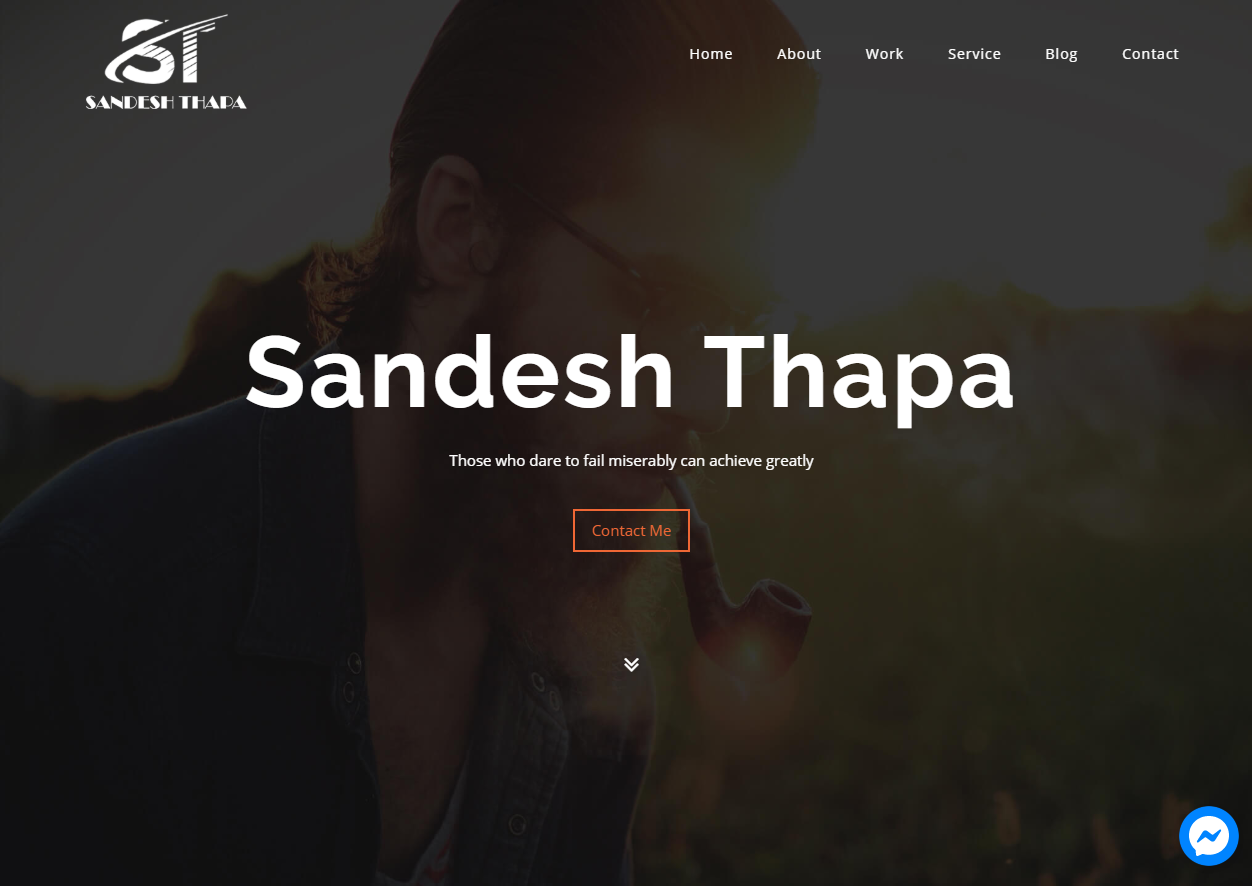 ST
SANDESH THAPA
Home
About
Work
Service
Blog
Contact
Sandesh Thapa
Those who dare to fail miserably can achieve greatly
Contact Me